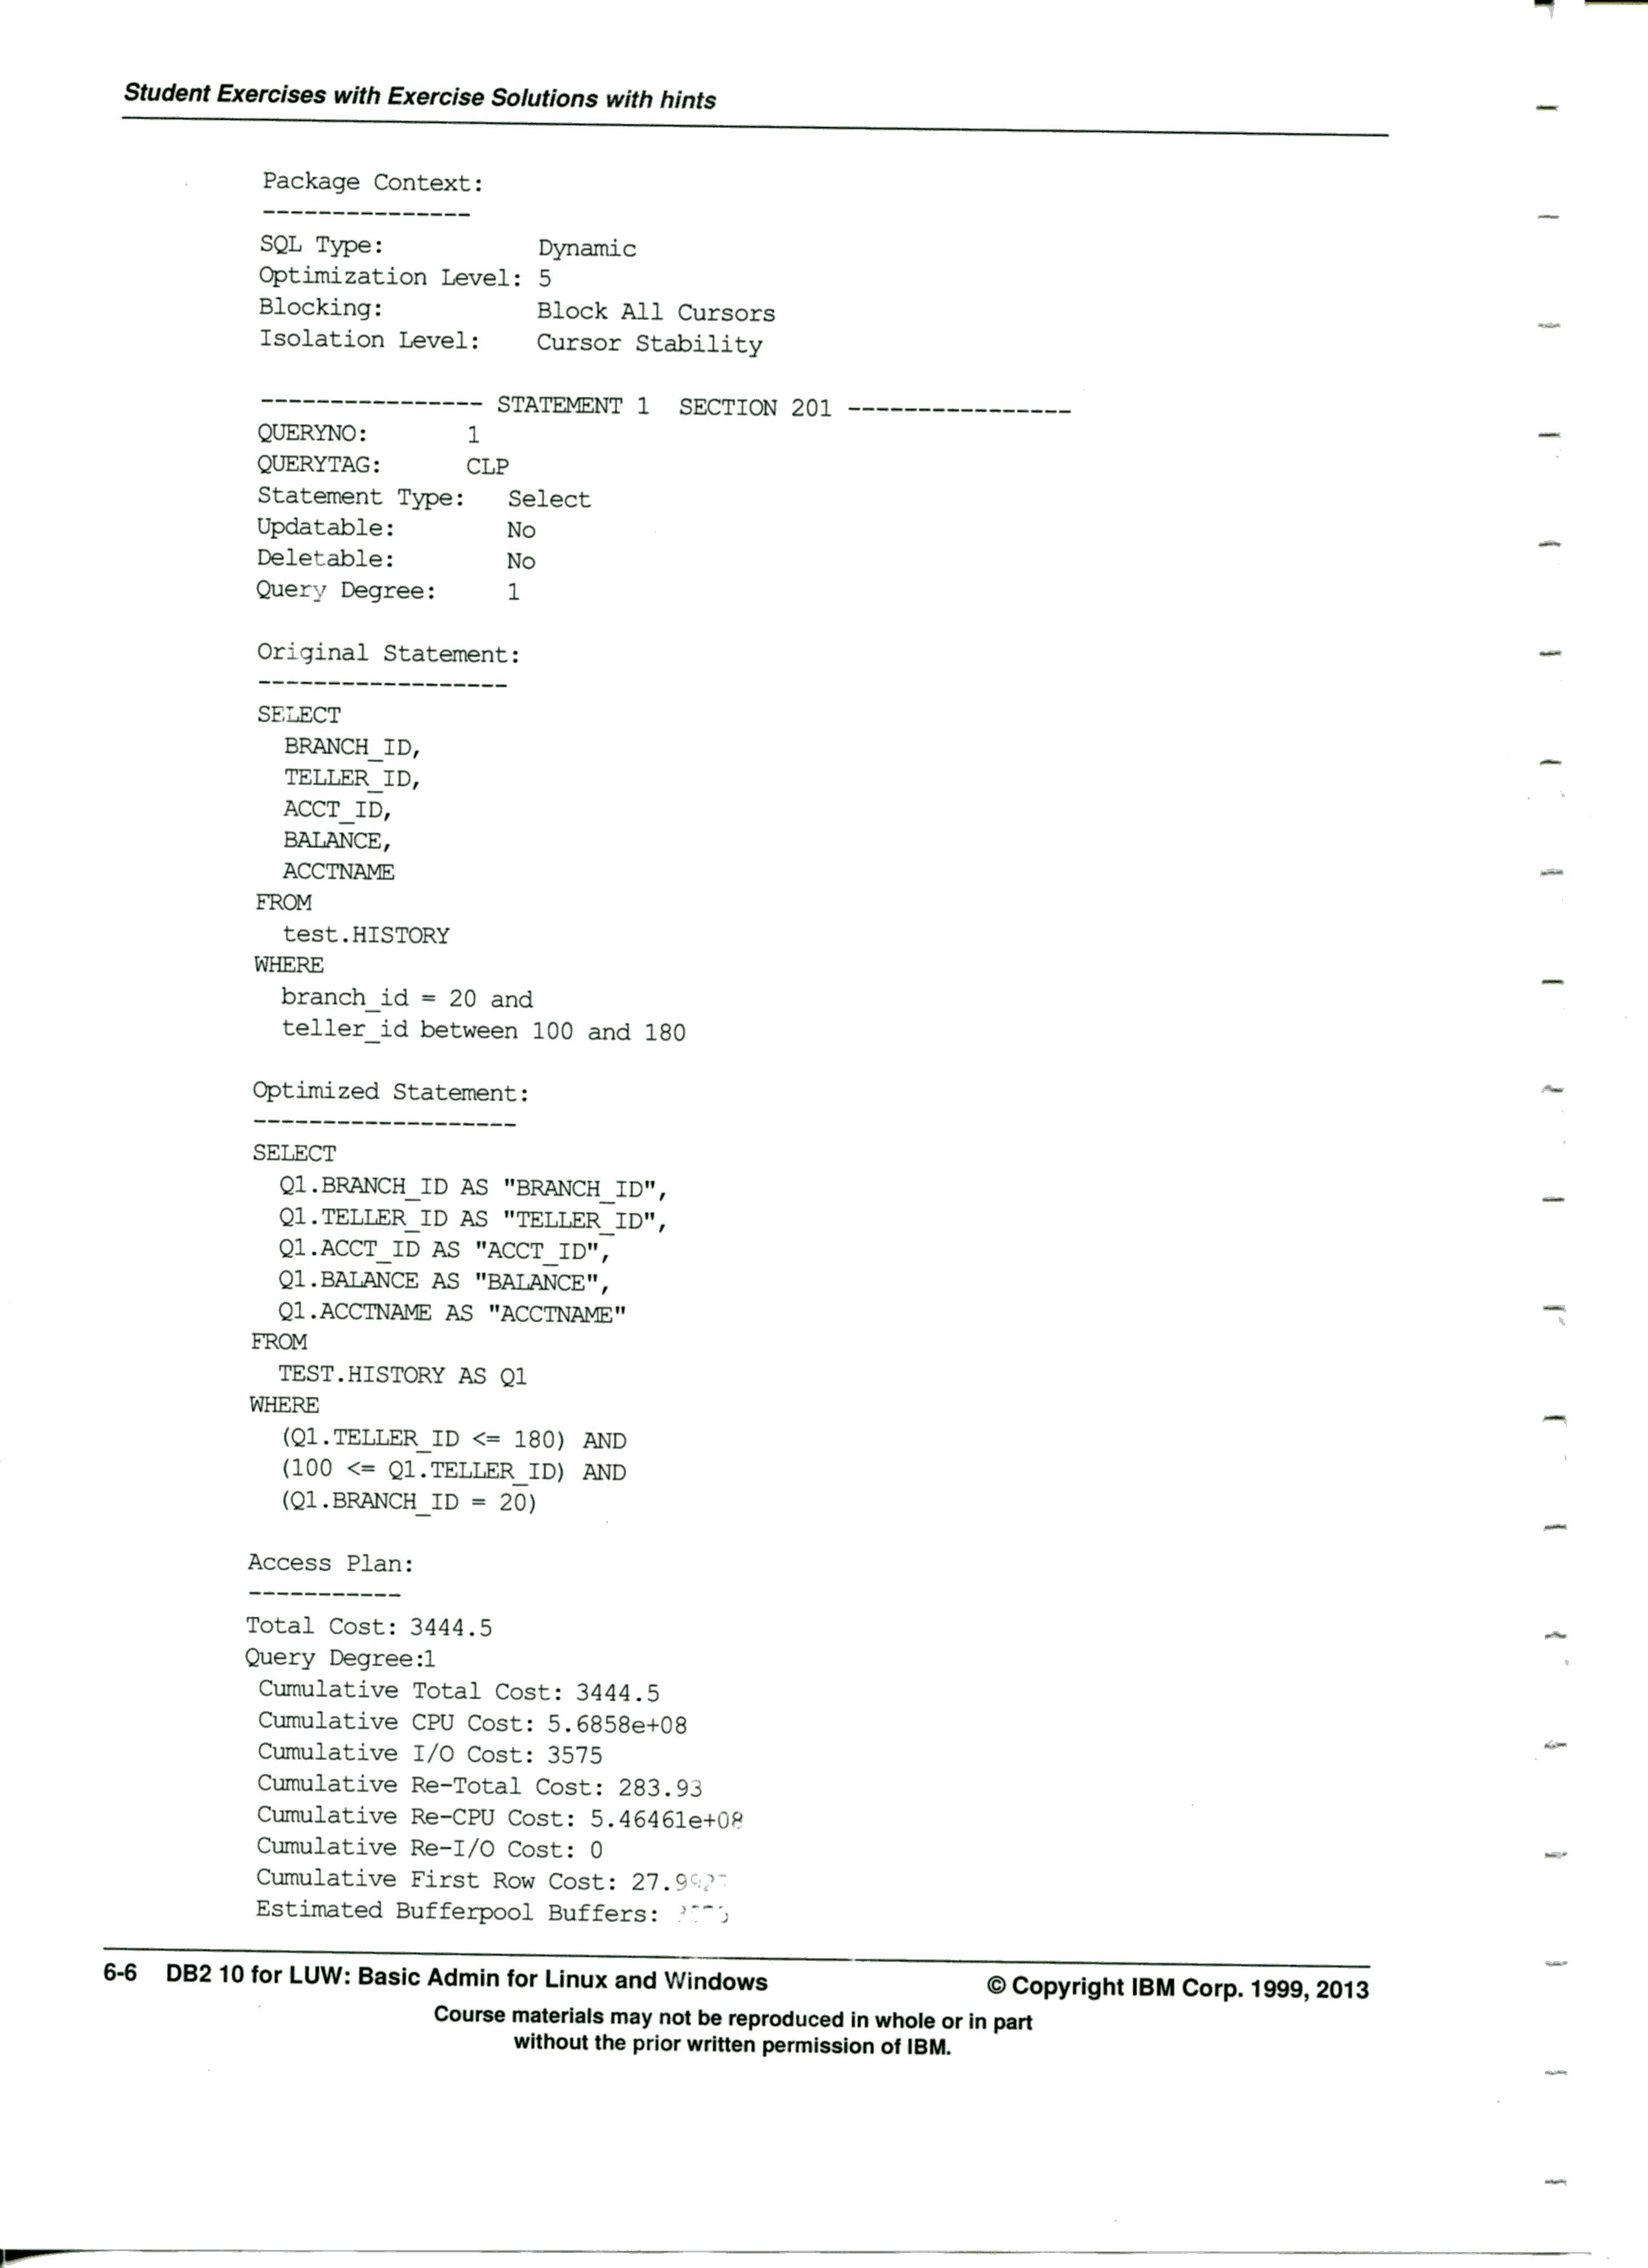 Student Exercises with Exercise Solutions with hints
Package Context:
----------------
SQL Type: Dynamic
Optimization Level: 5
Blocking: Block All Cursors
Isolation Level: Cursor Stability
---------------- STATEMENT 1 SECTION 201 ----------------
QUERYNO: 1
QUERYTAG: CLP
Statement Type: Select
Updatable: No
Deletable: No
Query Degree: 1
Original Statement:
------------------
SELECT
BRANCH_ID,
TELLER_ID,
ACCT_ID,
BALANCE,
ACCTNAME
FROM
test.HISTORY
WHERE
branch_id = 20 and
teller_id between 100 and 180
Optimized Statement:
-------------------
SELECT
Q1.BRANCH_ID AS "BRANCH_ID",
Q1.TELLER_ID AS "TELLER_ID",
Q1.ACCT_ID AS "ACCT_ID",
Q1.BALANCE AS "BALANCE",
Q1.ACCTNAME AS "ACCTNAME"
FROM
TEST.HISTORY AS Q1
WHERE
(Q1.TELLER_ID <= 180) AND
(100 <= Q1.TELLER_ID) AND
(Q1.BRANCH_ID = 20)
Access Plan:
-----------
Total Cost: 3444.5
Query Degree:1
Cumulative Total Cost: 3444.5
Cumulative CPU Cost: 5.6858e+08
Cumulative I/O Cost: 3575
Cumulative Re-Total Cost: 283.93
Cumulative Re-CPU Cost: 5.46461e+08
Cumulative Re-I/O Cost: 0
Cumulative First Row Cost:
Estimated Bufferpool Buffers:
6-6 DB2 10 for LUW: Basic Admin for Linux and Windows © Copyright IBM Corp. 1999, 2013
Course materials may not be reproduced in whole or in part
without the prior written permission of IBM.